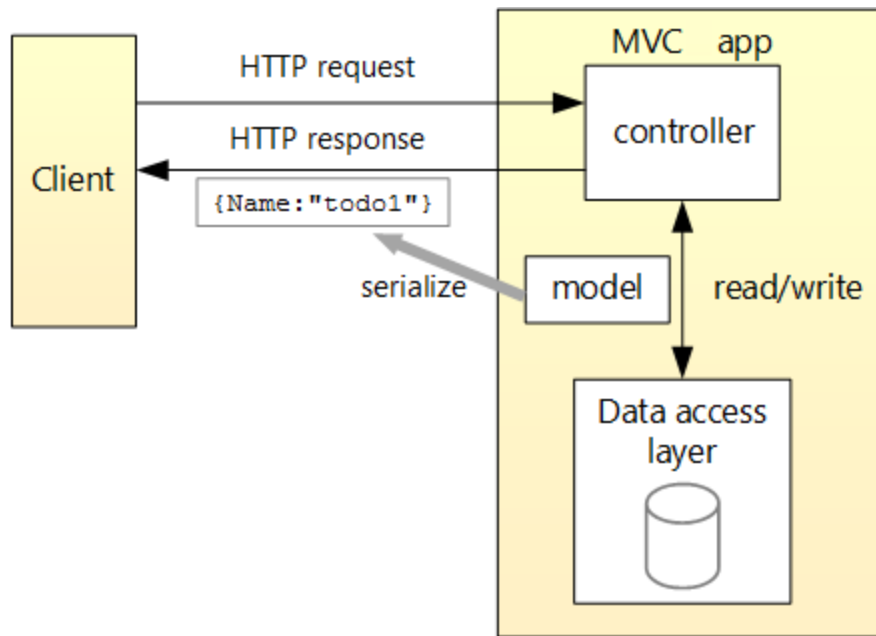 MVC app
HTTP request
controller
HTTP response
Client
{Name:"todo1"}
serialize
model
read/write
Data access
layer